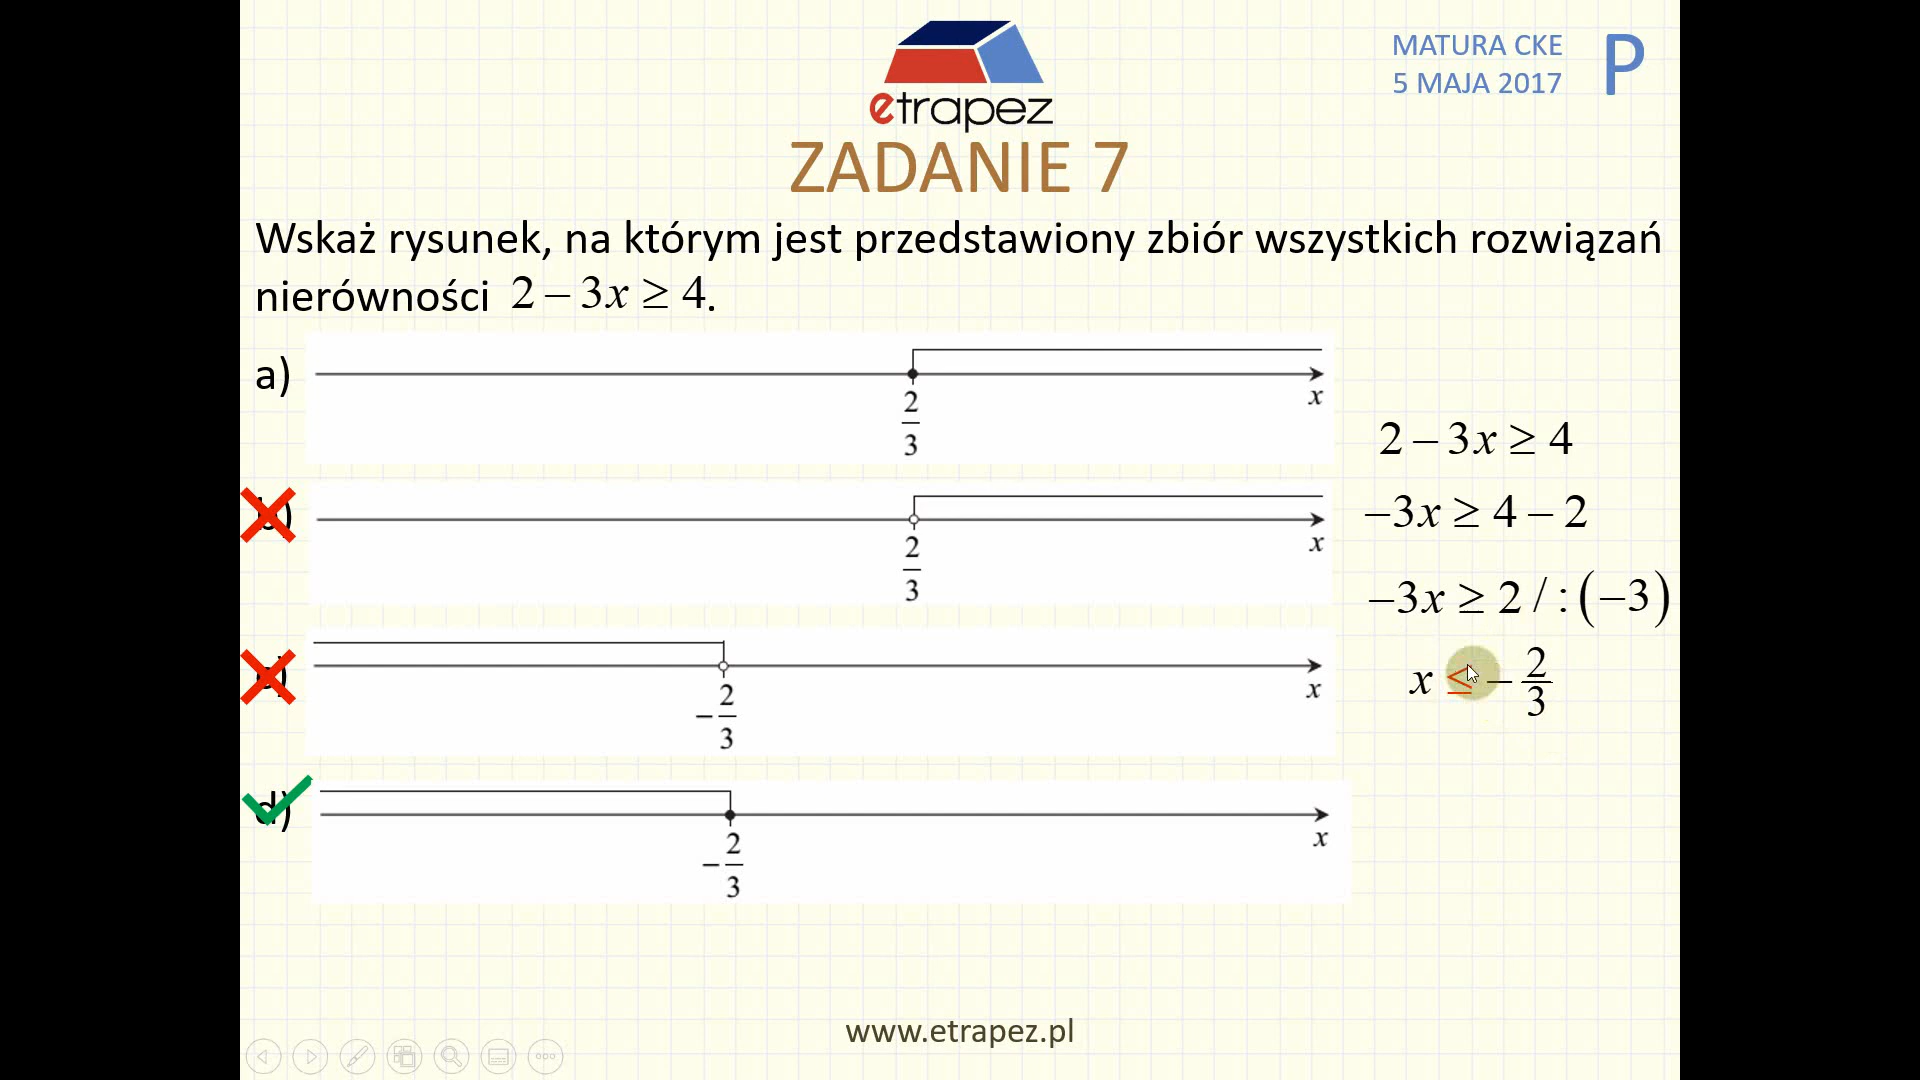 etrapez
MATURA CKE
5 MAJA 2017
P
ZADANIE 7
Wskaż rysunek, na którym jest przedstawiony zbiór wszystkich rozwiązań
nierówności 2 – 3x ≥ 4.
a)
x
2/3
b)
x
2/3
c)
x
–2/3
d)
x
–2/3
2 – 3x ≥ 4
–3x ≥ 4 – 2
–3x ≥ 2 / : (–3)
x ≤ –2/3
www.etrapez.pl